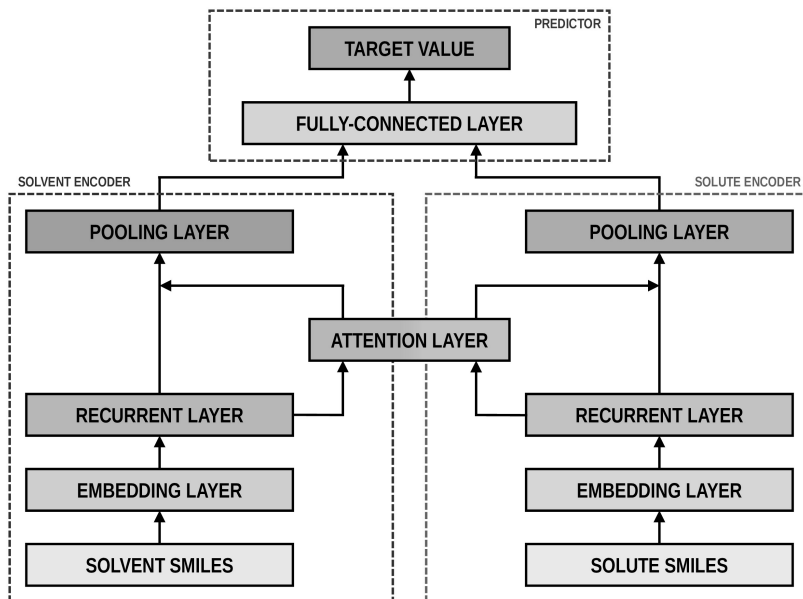 PREDICTOR
TARGET VALUE
FULLY-CONNECTED LAYER
SOLVENT ENCODER
SOLUTE ENCODER
POOLING LAYER
POOLING LAYER
ATTENTION LAYER
RECURRENT LAYER
RECURRENT LAYER
EMBEDDING LAYER
EMBEDDING LAYER
SOLVENT SMILES
SOLUTE SMILES